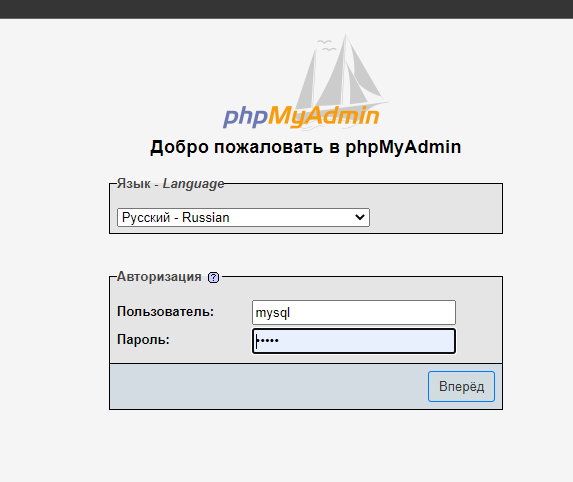 phpMyAdmin
Добро пожаловать в phpMyAdmin
Язык - Language
Русский - Russian
Авторизация ?
Пользователь: mysql
Пароль: •••••
Вперёд